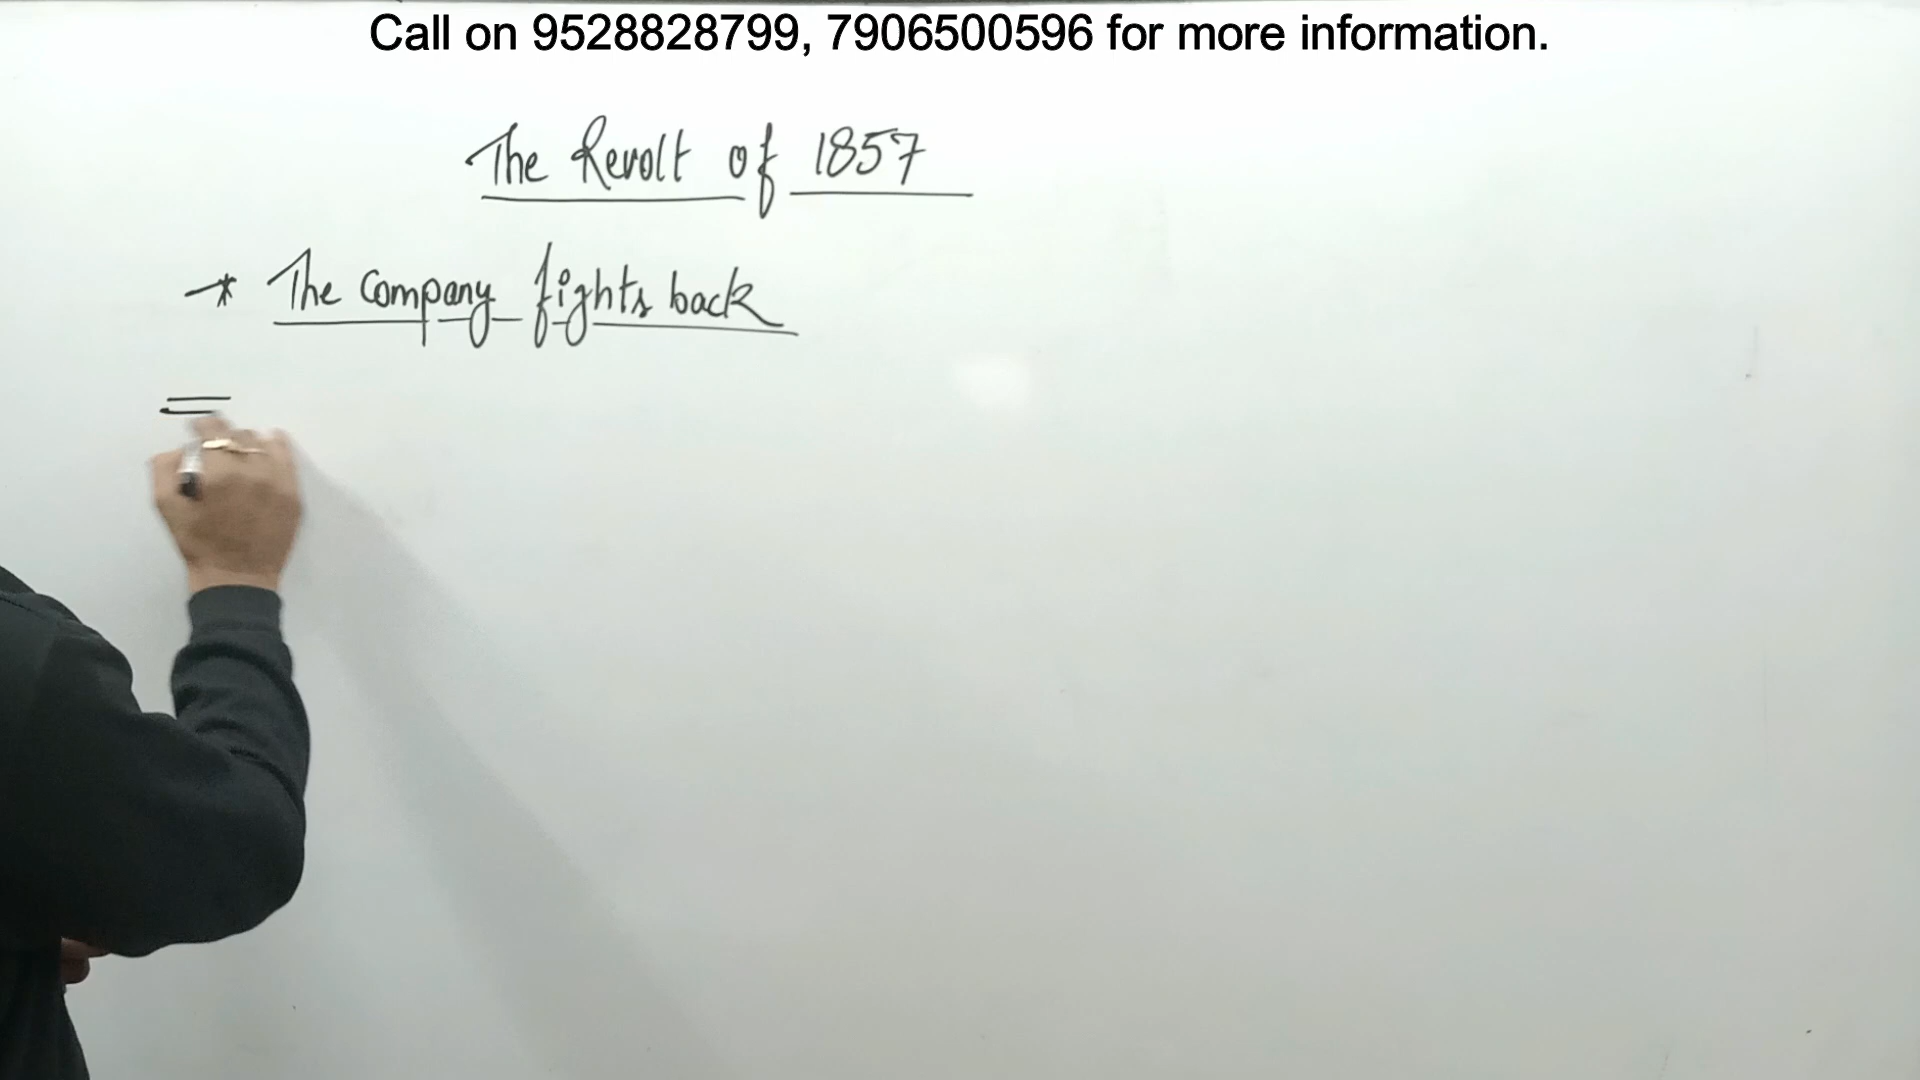 Call on 9528828799, 7906500596 for more information.
The Revolt of 1857
* The Company fights back